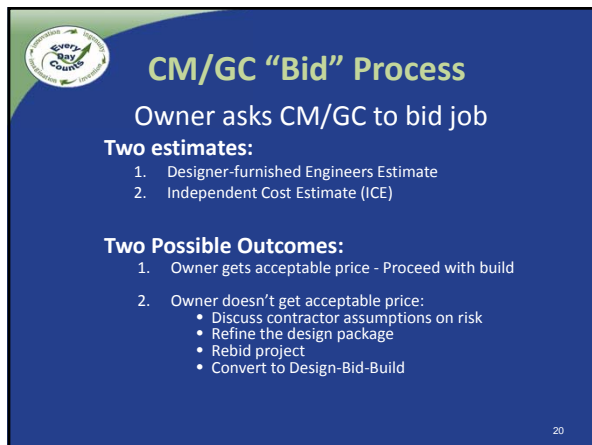 innovation
ingenuity
Every
Day
Counts
imagination
invention
CM/GC “Bid” Process
Owner asks CM/GC to bid job
Two estimates:
1. Designer-furnished Engineers Estimate
2. Independent Cost Estimate (ICE)
Two Possible Outcomes:
1. Owner gets acceptable price - Proceed with build
2. Owner doesn’t get acceptable price:
• Discuss contractor assumptions on risk
• Refine the design package
• Rebid project
• Convert to Design-Bid-Build
20